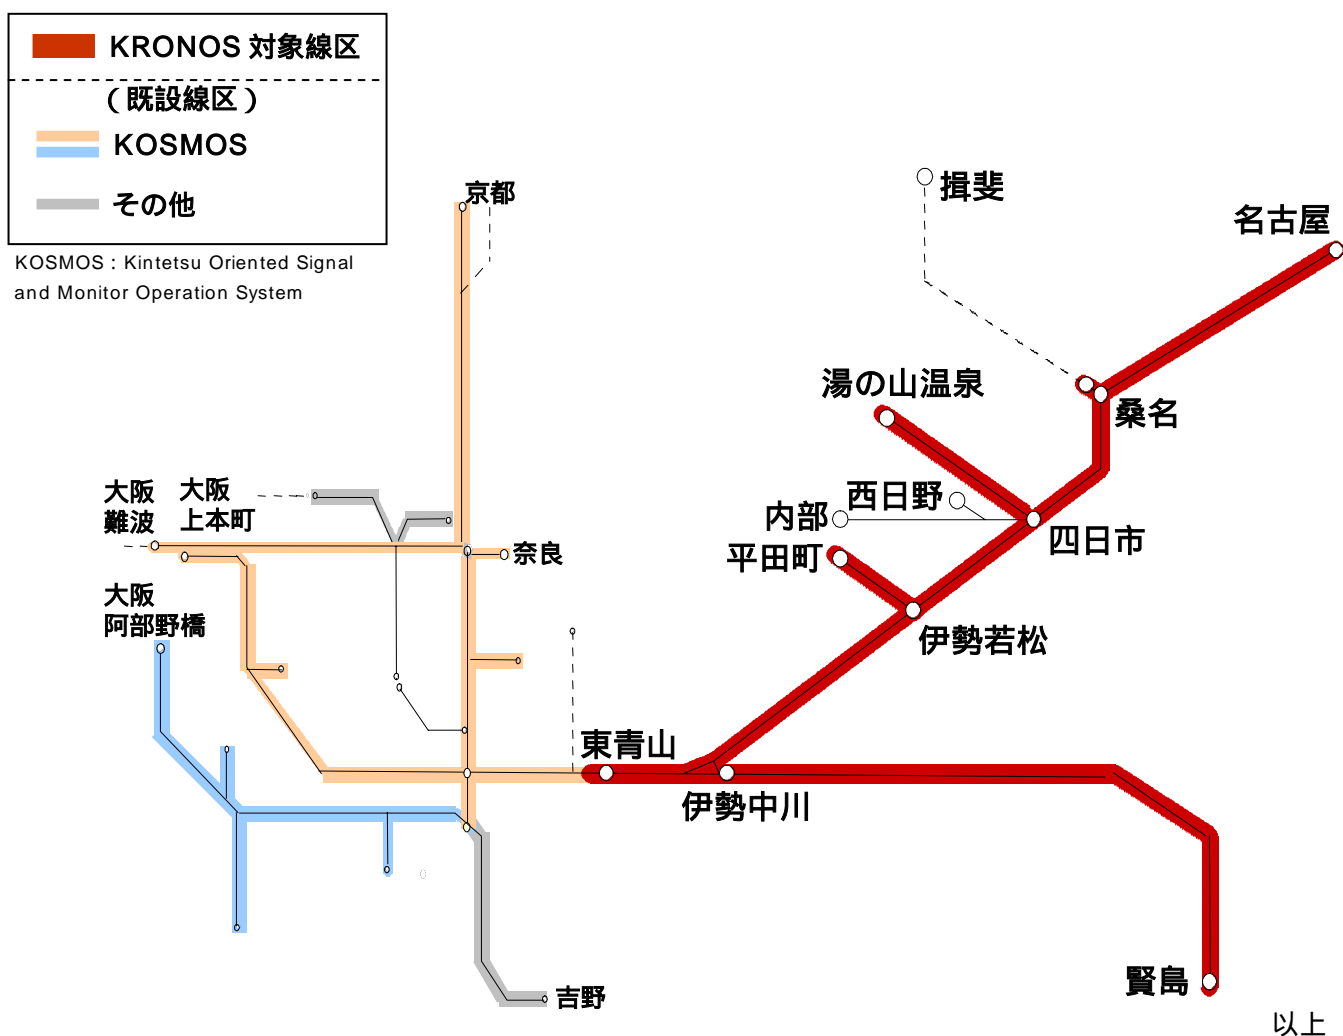 KRONOS 対象線区
(既設線区)
KOSMOS
その他
KOSMOS : Kintetsu Oriented Signal
and Monitor Operation System
京都
揖斐
名古屋
湯の山温泉
桑名
大阪
難波
大阪
上本町
西日野
内部
四日市
奈良
平田町
大阪
阿部野橋
伊勢若松
東青山
伊勢中川
賢島
吉野
以上